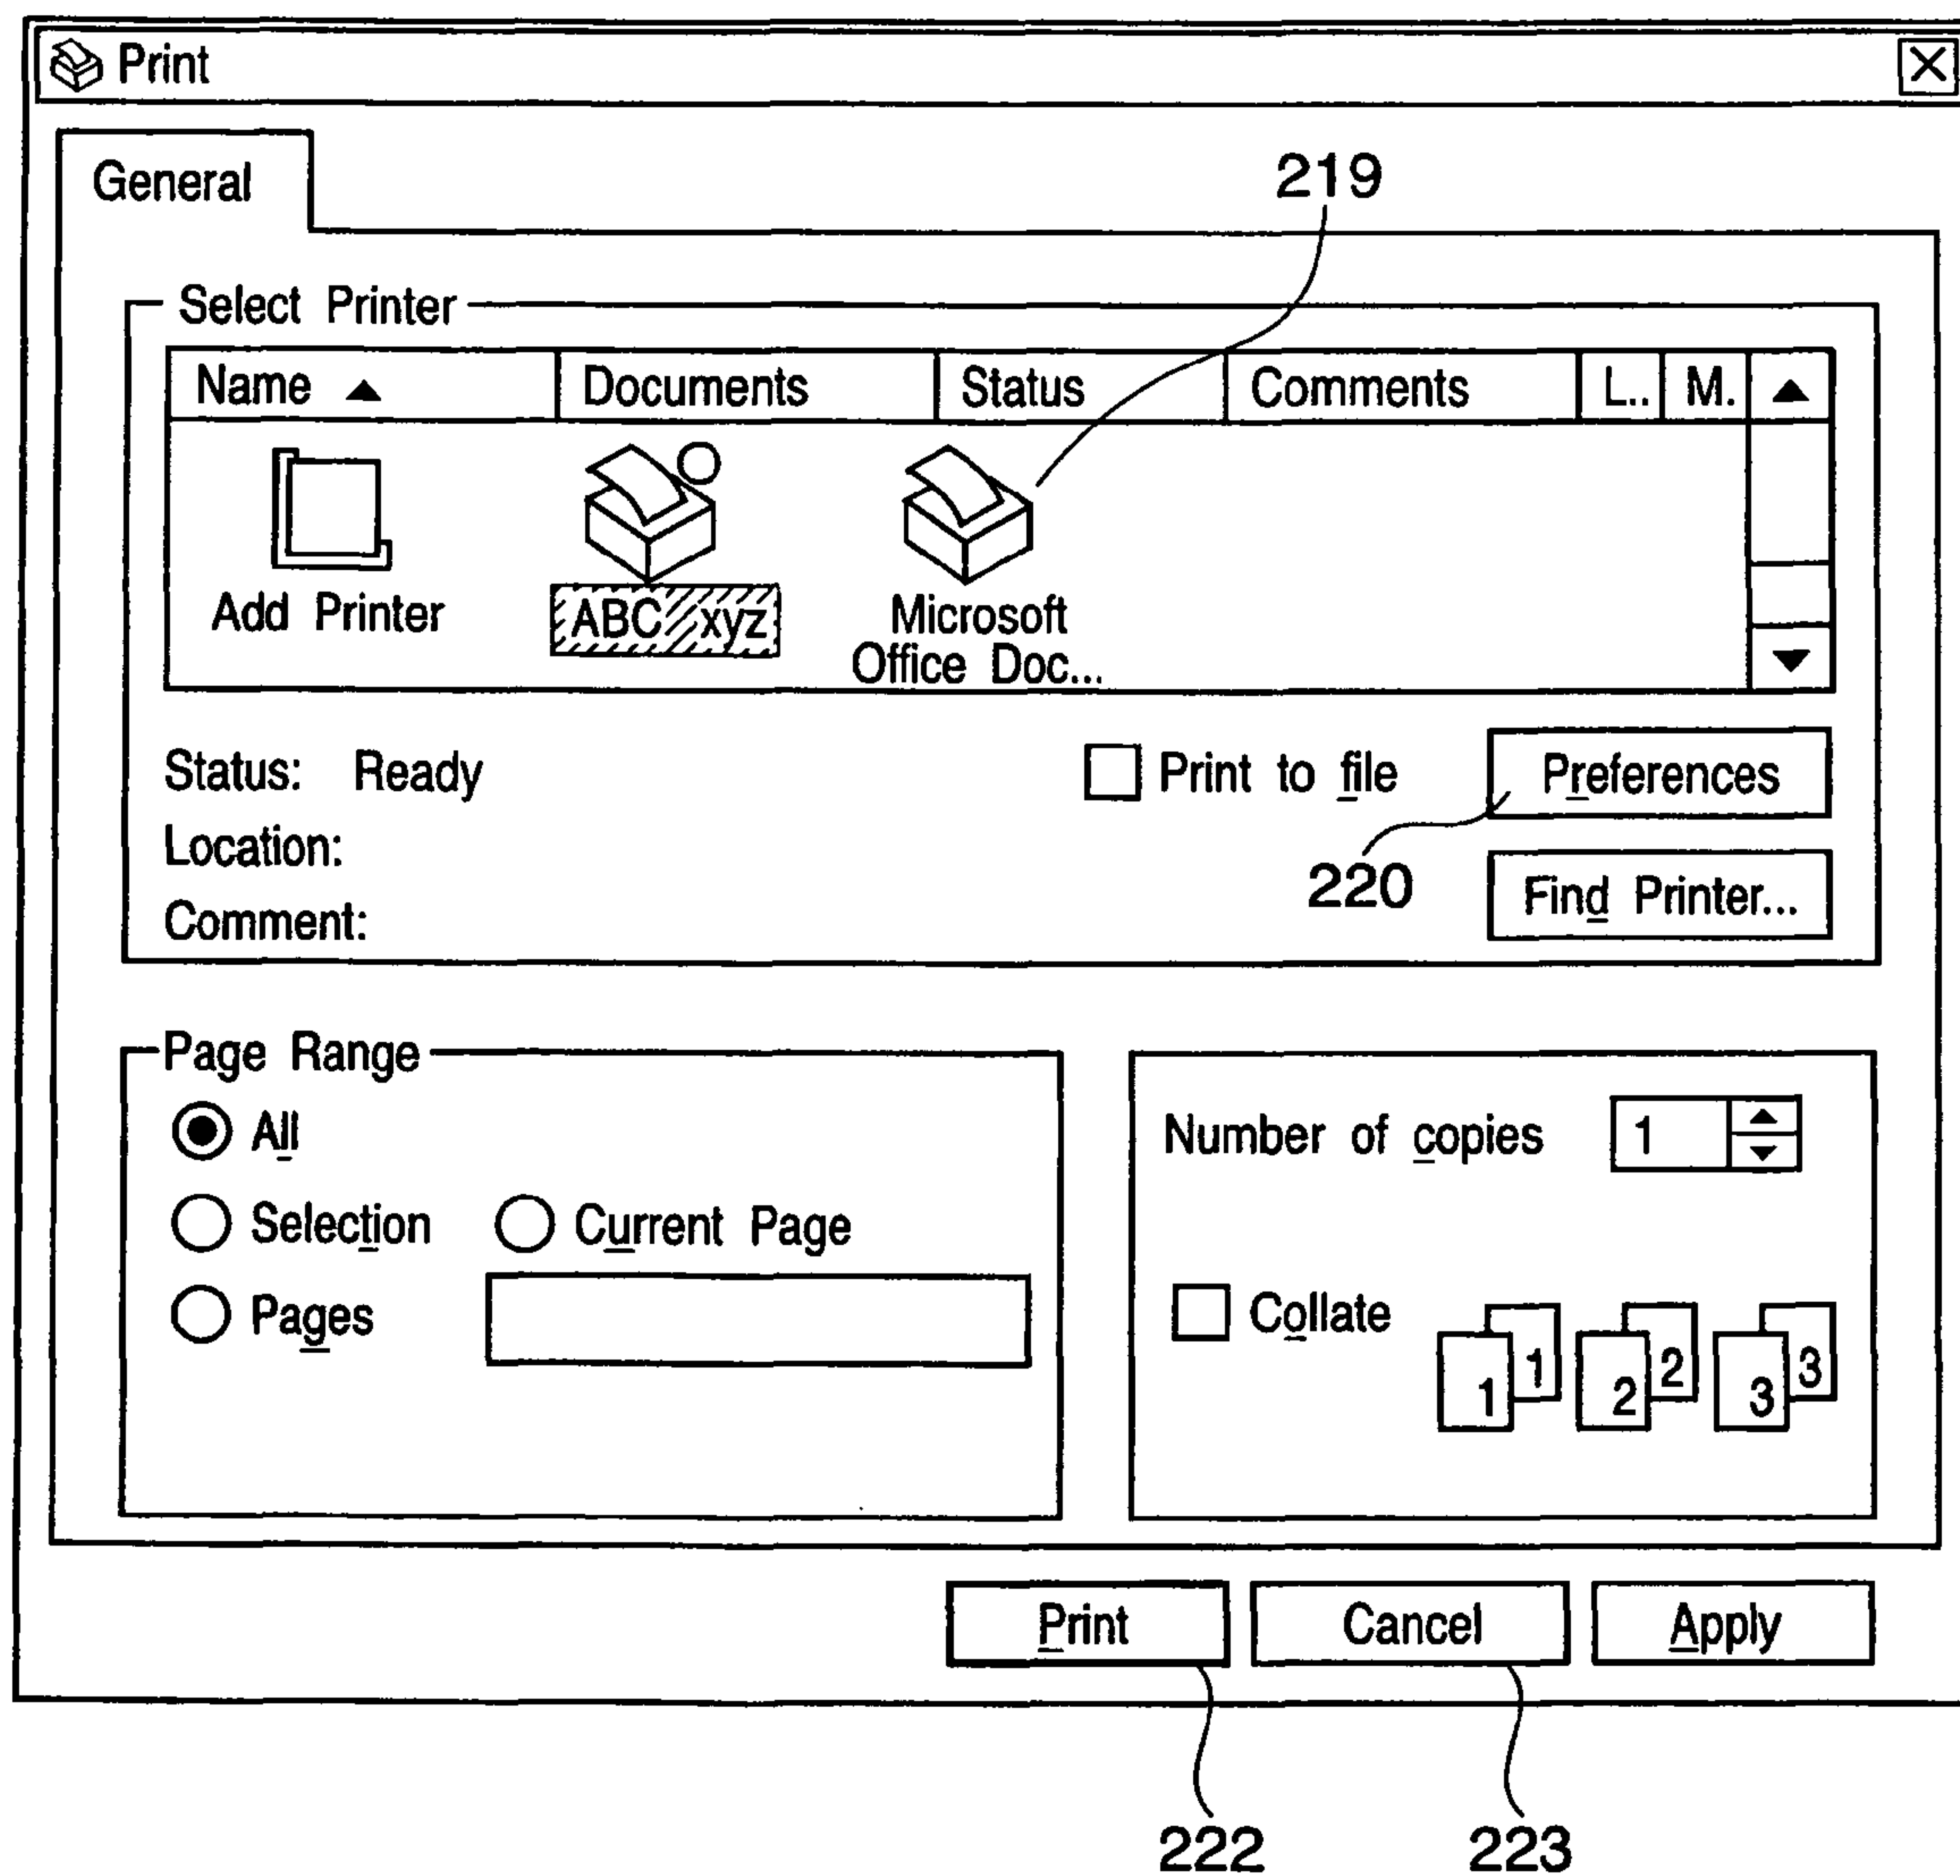 Print
General
219
Select Printer
Name Documents Status Comments L.. M.
Add Printer
ABC xyz
Microsoft
Office Doc...
Status: Ready
Print to file
Preferences
Location:
220
Find Printer...
Comment:
Page Range
All
Number of copies 1
Selection
Current Page
Pages
Collate
1 1 2 2 3 3
Print
Cancel
Apply
222
223